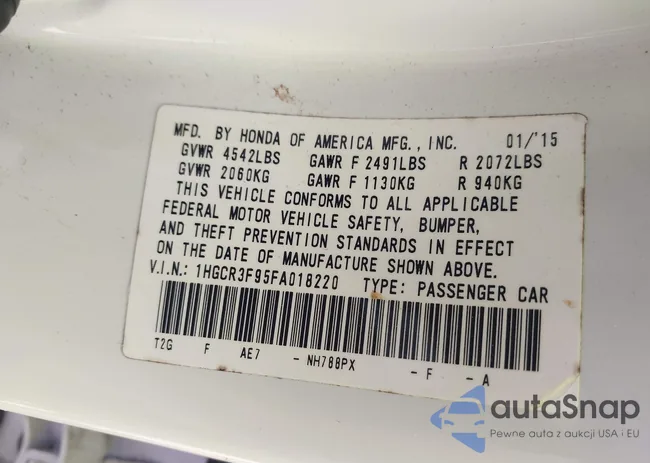 MFD. BY HONDA OF AMERICA MFG., INC. 01/'15
GVWR 4542LBS GAWR F 2491LBS R 2072LBS
GVWR 2060KG GAWR F 1130KG R 940KG
THIS VEHICLE CONFORMS TO ALL APPLICABLE
FEDERAL MOTOR VEHICLE SAFETY, BUMPER,
AND THEFT PREVENTION STANDARDS IN EFFECT
ON THE DATE OF MANUFACTURE SHOWN ABOVE.
V.I.N.: 1HGCR3F95FA018220 TYPE: PASSENGER CAR
T2G F AE7 - NH788PX - F - A
autaSnap
Pewne auta z aukcji USA i EU